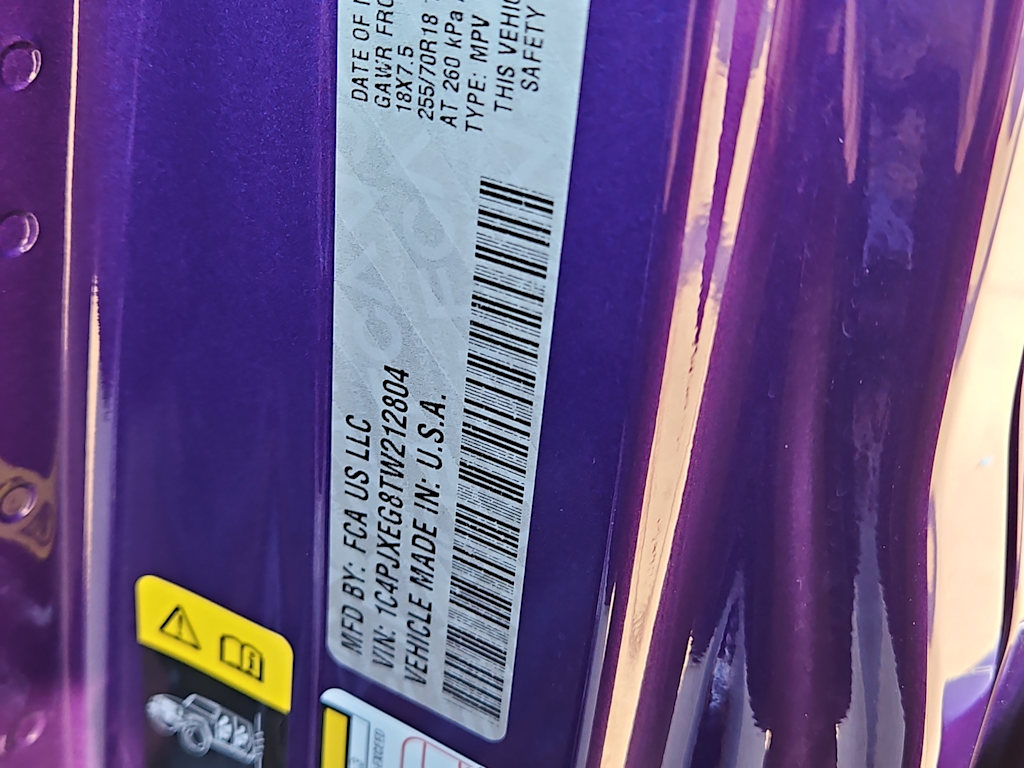 MFD BY: FCA US LLC
VIN: 1C4PJXEG8TW212804
VEHICLE MADE IN: U.S.A.
DATE OF
GAWR FRO
18X7.5
255/70R18
AT 260 kPa
TYPE: MPV
THIS VEHIC
SAFETY